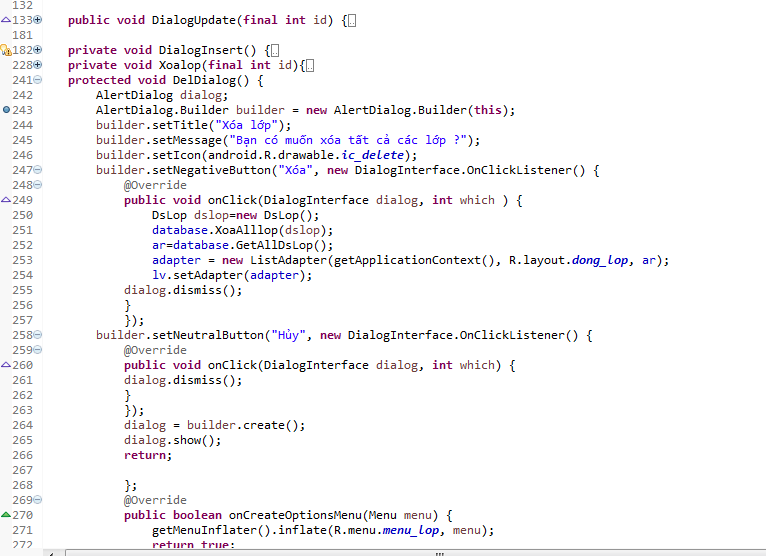 132
133 public void DialogUpdate(final int id) {
181
182 private void DialogInsert() {
228 private void Xoalop(final int id){
241 protected void DelDialog() {
242 AlertDialog dialog;
243 AlertDialog.Builder builder = new AlertDialog.Builder(this);
244 builder.setTitle("Xóa lớp");
245 builder.setMessage("Bạn có muốn xóa tất cả các lớp ?");
246 builder.setIcon(android.R.drawable.ic_delete);
247 builder.setNegativeButton("Xóa", new DialogInterface.OnClickListener() {
248 @Override
249 public void onClick(DialogInterface dialog, int which ) {
250 DsLop dslop=new DsLop();
251 database.XoaAlllop(dslop);
252 ar=database.GetAllDsLop();
253 adapter = new ListAdapter(getApplicationContext(), R.layout.dong_lop, ar);
254 lv.setAdapter(adapter);
255 dialog.dismiss();
256 }
257 });
258 builder.setNeutralButton("Hủy", new DialogInterface.OnClickListener() {
259 @Override
260 public void onClick(DialogInterface dialog, int which) {
261 dialog.dismiss();
262 }
263 });
264 dialog = builder.create();
265 dialog.show();
266 return;
267
268 };
269 @Override
270 public boolean onCreateOptionsMenu(Menu menu) {
271 getMenuInflater().inflate(R.menu.menu_lop, menu);
272 return true;